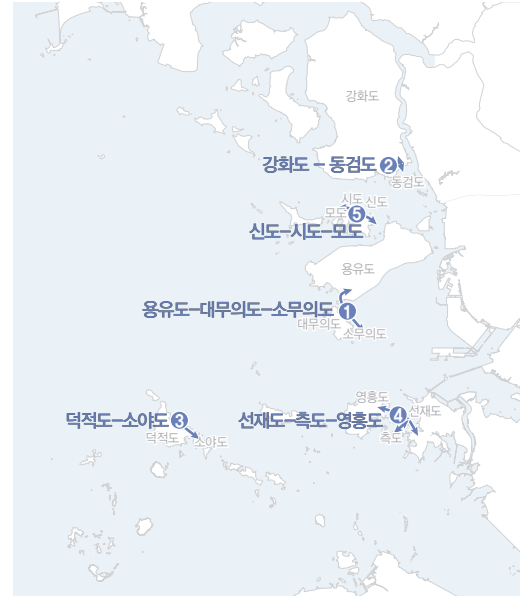 강화도
강화도 - 동검도 2
동검도
시도 신도
모도 5
신도-시도-모도
용유도
용유도-대무의도-소무의도 1
대무의도
소무의도
영흥도
선재도
덕적도-소야도 3
선재도-측도-영흥도 4
덕적도
소야도
측도